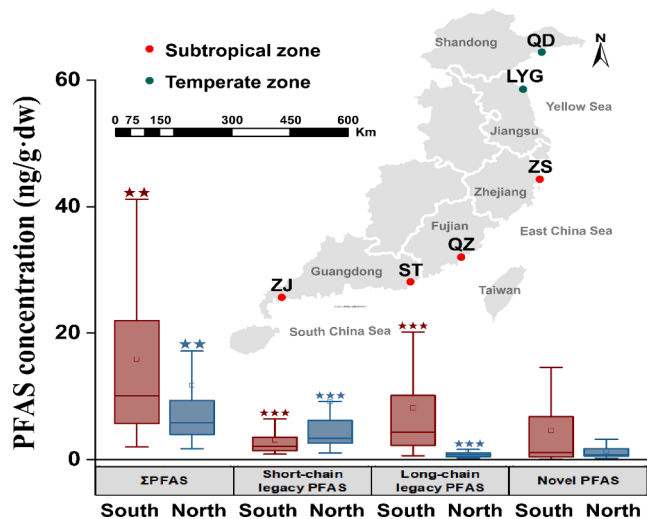 Subtropical zone
Temperate zone
0 75 150 300 450 600
Km
N
Shandong
QD
LYG
Yellow Sea
Jiangsu
ZS
Zhejiang
Fujian
QZ
East China Sea
Guangdong
ST
ZJ
Taiwan
South China Sea
PFAS concentration (ng/g·dw)
60
40
20
0
ΣPFAS
Short-chain
legacy PFAS
Long-chain
legacy PFAS
Novel PFAS
South North South North South North South North